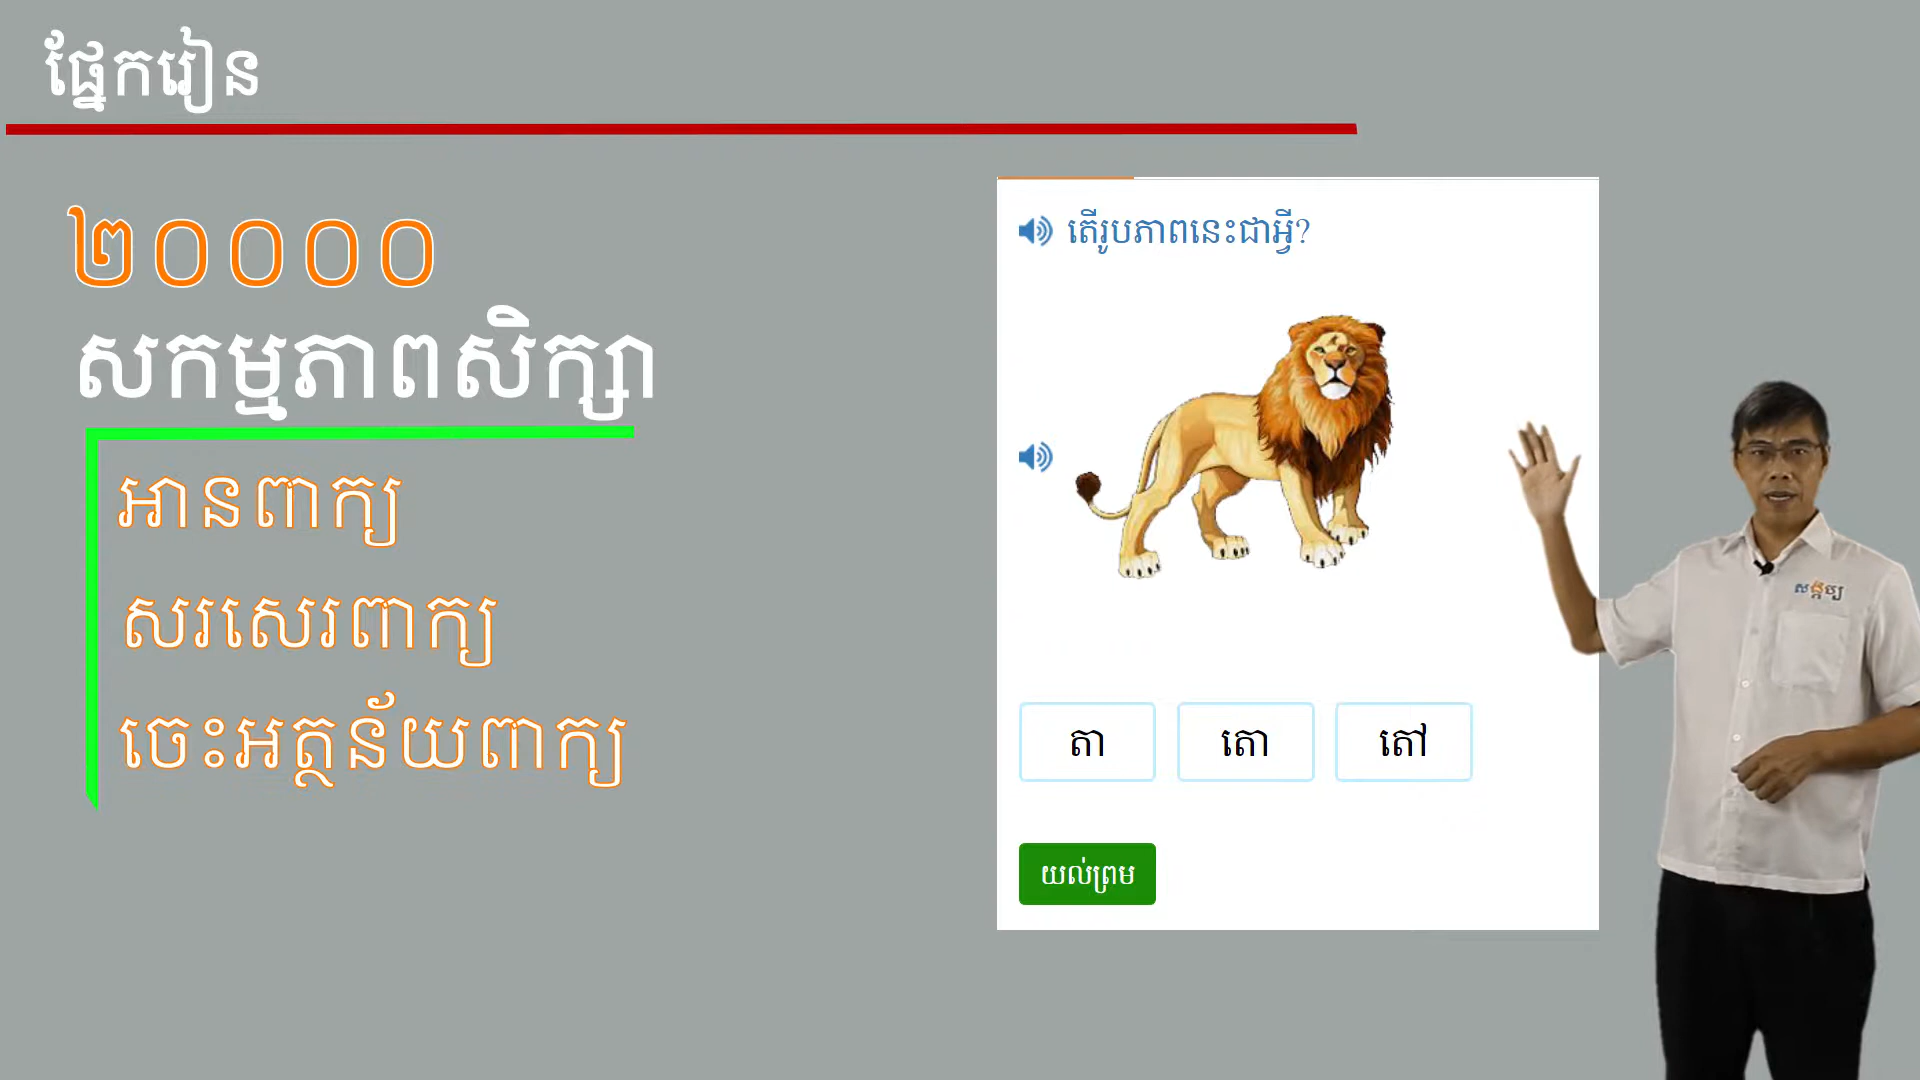 ផ្នែករៀន
២០០០០
សកម្មភាពសិក្សា
អានពាក្យ
សរសេរពាក្យ
ចេះអត្ថន័យពាក្យ
តើរូបភាពនេះជាអ្វី?
តា
តោ
តៅ
យល់ព្រម